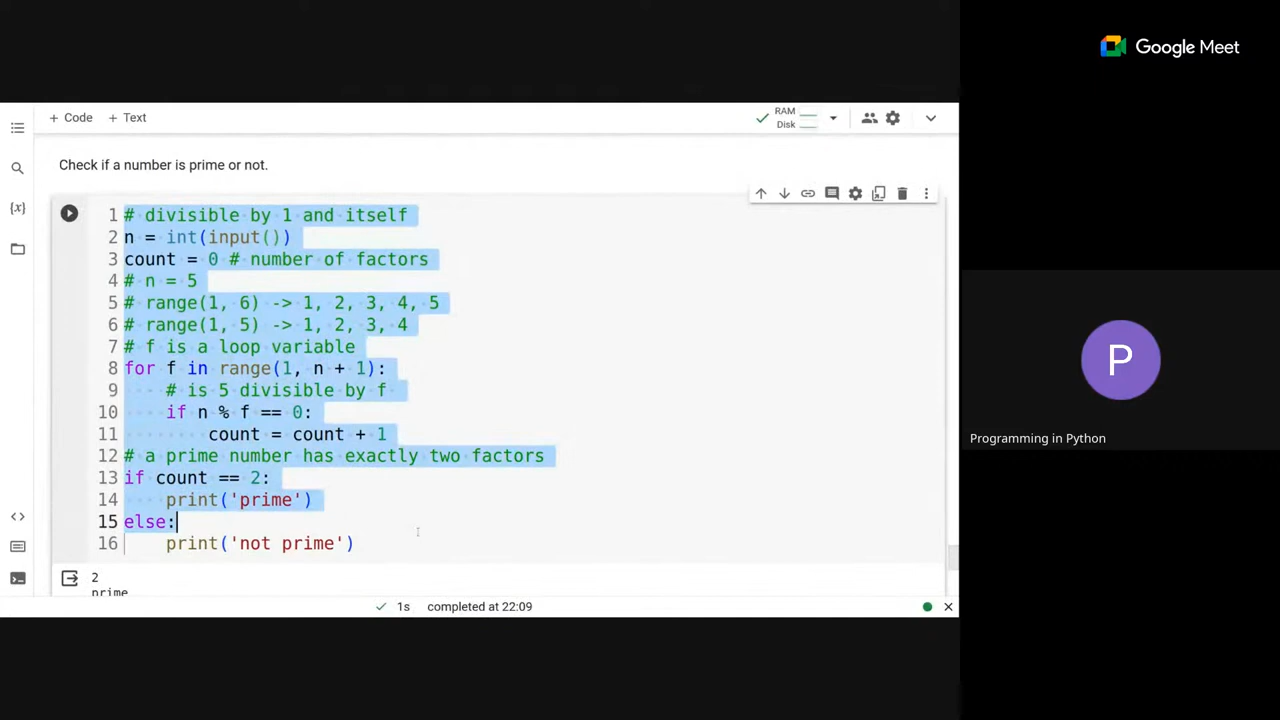 Google Meet
+ Code + Text
RAM
Disk
Check if a number is prime or not.
1 # divisible by 1 and itself
2 n = int(input())
3 count = 0 # number of factors
4 # n = 5
5 # range(1, 6) -> 1, 2, 3, 4, 5
6 # range(1, 5) -> 1, 2, 3, 4
7 # f is a loop variable
8 for f in range(1, n + 1):
9     # is 5 divisible by f
10     if n % f == 0:
11         count = count + 1
12 # a prime number has exactly two factors
13 if count == 2:
14     print('prime')
15 else:
16     print('not prime')
2
prime
1s completed at 22:09
P
Programming in Python